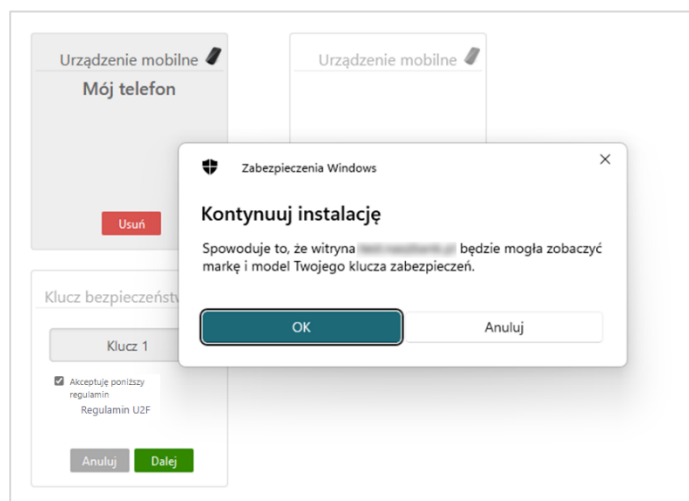 Urządzenie mobilne
Mój telefon
Usuń
Urządzenie mobilne
Zabezpieczenia Windows
Kontynuuj instalację
Spowoduje to, że witryna będzie mogła zobaczyć
markę i model Twojego klucza zabezpieczeń.
OK
Anuluj
Klucz bezpieczeństw
Klucz 1
Akceptuję poniższy
regulamin
Regulamin U2F
Anuluj
Dalej